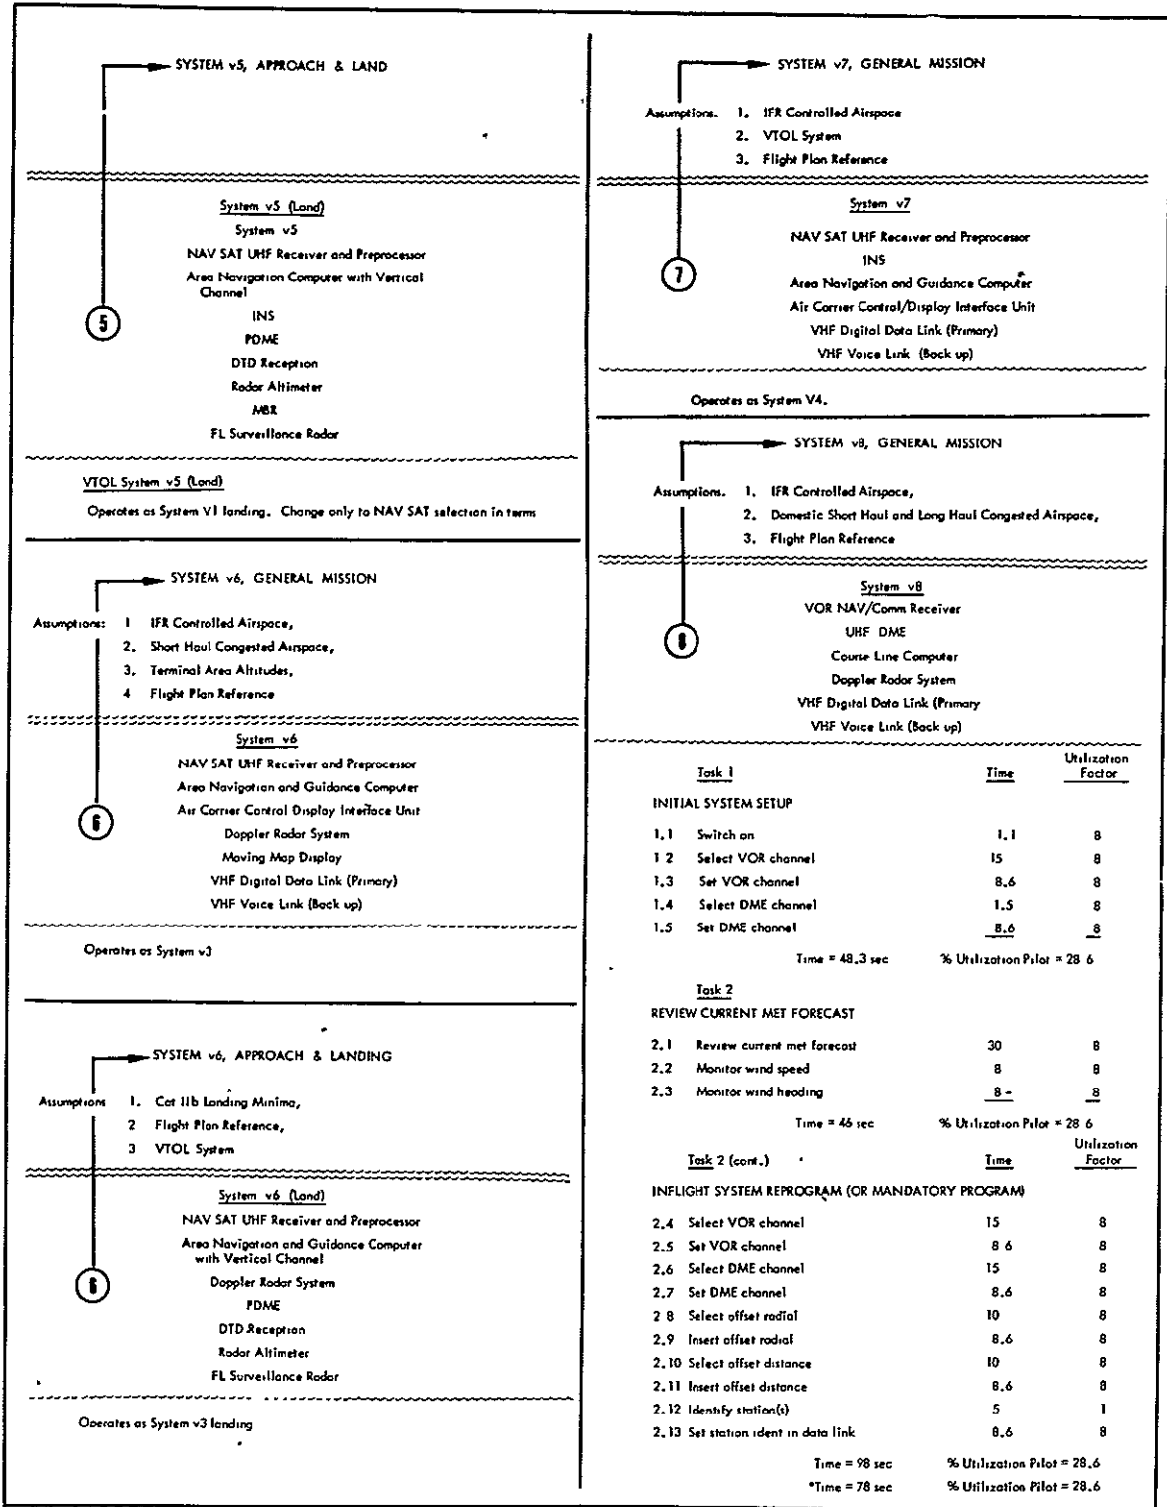 SYSTEM v5, APPROACH & LAND
System v5 (Land)
System v5
NAV SAT UHF Receiver and Preprocessor
Area Navigation Computer with Vertical
Channel
5
INS
PDME
DTD Reception
Radar Altimeter
MBR
FL Surveillance Radar
VTOL System v5 (Land)
Operates as System V1 landing. Change only to NAV SAT selection in terms
SYSTEM v6, GENERAL MISSION
Assumptions: 1 IFR Controlled Airspace,
2. Short Haul Congested Airspace,
3. Terminal Area Altitudes,
4 Flight Plan Reference
System v6
NAV SAT UHF Receiver and Preprocessor
Area Navigation and Guidance Computer
Air Carrier Control Display Interface Unit
6
Doppler Radar System
Moving Map Display
VHF Digital Data Link (Primary)
VHF Voice Link (Back up)
Operates as System v3
SYSTEM v6, APPROACH & LANDING
Assumptions 1. Cat IIb Landing Minima,
2 Flight Plan Reference,
3 VTOL System
System v6 (Land)
NAV SAT UHF Receiver and Preprocessor
Area Navigation and Guidance Computer
with Vertical Channel
6
Doppler Radar System
PDME
DTD Reception
Radar Altimeter
FL Surveillance Radar
Operates as System v3 landing
SYSTEM v7, GENERAL MISSION
Assumptions. 1. IFR Controlled Airspace
2. VTOL System
3. Flight Plan Reference
System v7
NAV SAT UHF Receiver and Preprocessor
INS
7
Area Navigation and Guidance Computer
Air Carrier Control/Display Interface Unit
VHF Digital Data Link (Primary)
VHF Voice Link (Back up)
Operates as System V4.
SYSTEM v8, GENERAL MISSION
Assumptions. 1. IFR Controlled Airspace,
2. Domestic Short Haul and Long Haul Congested Airspace,
3. Flight Plan Reference
System v8
VOR NAV/Comm Receiver
UHF DME
8
Course Line Computer
Doppler Radar System
VHF Digital Data Link (Primary
VHF Voice Link (Back up)
Task 1 Time Utilization Factor
INITIAL SYSTEM SETUP
1.1 Switch on 1.1 8
1 2 Select VOR channel 15 8
1.3 Set VOR channel 8.6 8
1.4 Select DME channel 1.5 8
1.5 Set DME channel 8.6 8
Time = 48.3 sec % Utilization Pilot = 28 6
Task 2
REVIEW CURRENT MET FORECAST
2.1 Review current met forecast 30 8
2.2 Monitor wind speed 8 8
2.3 Monitor wind heading 8 - 8
Time = 46 sec % Utilization Pilot = 28 6
Task 2 (cont.) Time Utilization Factor
INFLIGHT SYSTEM REPROGRAM (OR MANDATORY PROGRAM)
2.4 Select VOR channel 15 8
2.5 Set VOR channel 8 6 8
2.6 Select DME channel 15 8
2.7 Set DME channel 8.6 8
2 8 Select offset radial 10 8
2.9 Insert offset radial 8.6 8
2.10 Select offset distance 10 8
2.11 Insert offset distance 8.6 8
2.12 Identify station(s) 5 1
2.13 Set station ident in data link 8.6 8
Time = 98 sec % Utilization Pilot = 28.6
*Time = 78 sec % Utilization Pilot = 28.6